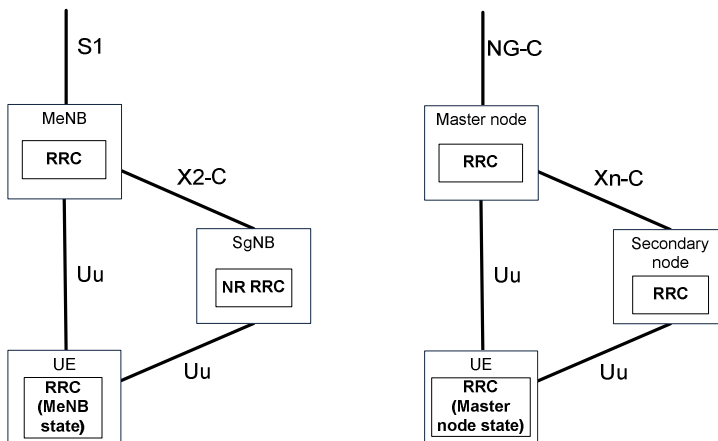 S1
MeNB
RRC
X2-C
SgNB
NR RRC
Uu
Uu
UE
RRC
(MeNB
state)
NG-C
Master node
RRC
Xn-C
Secondary
node
RRC
Uu
Uu
UE
RRC
(Master
node state)